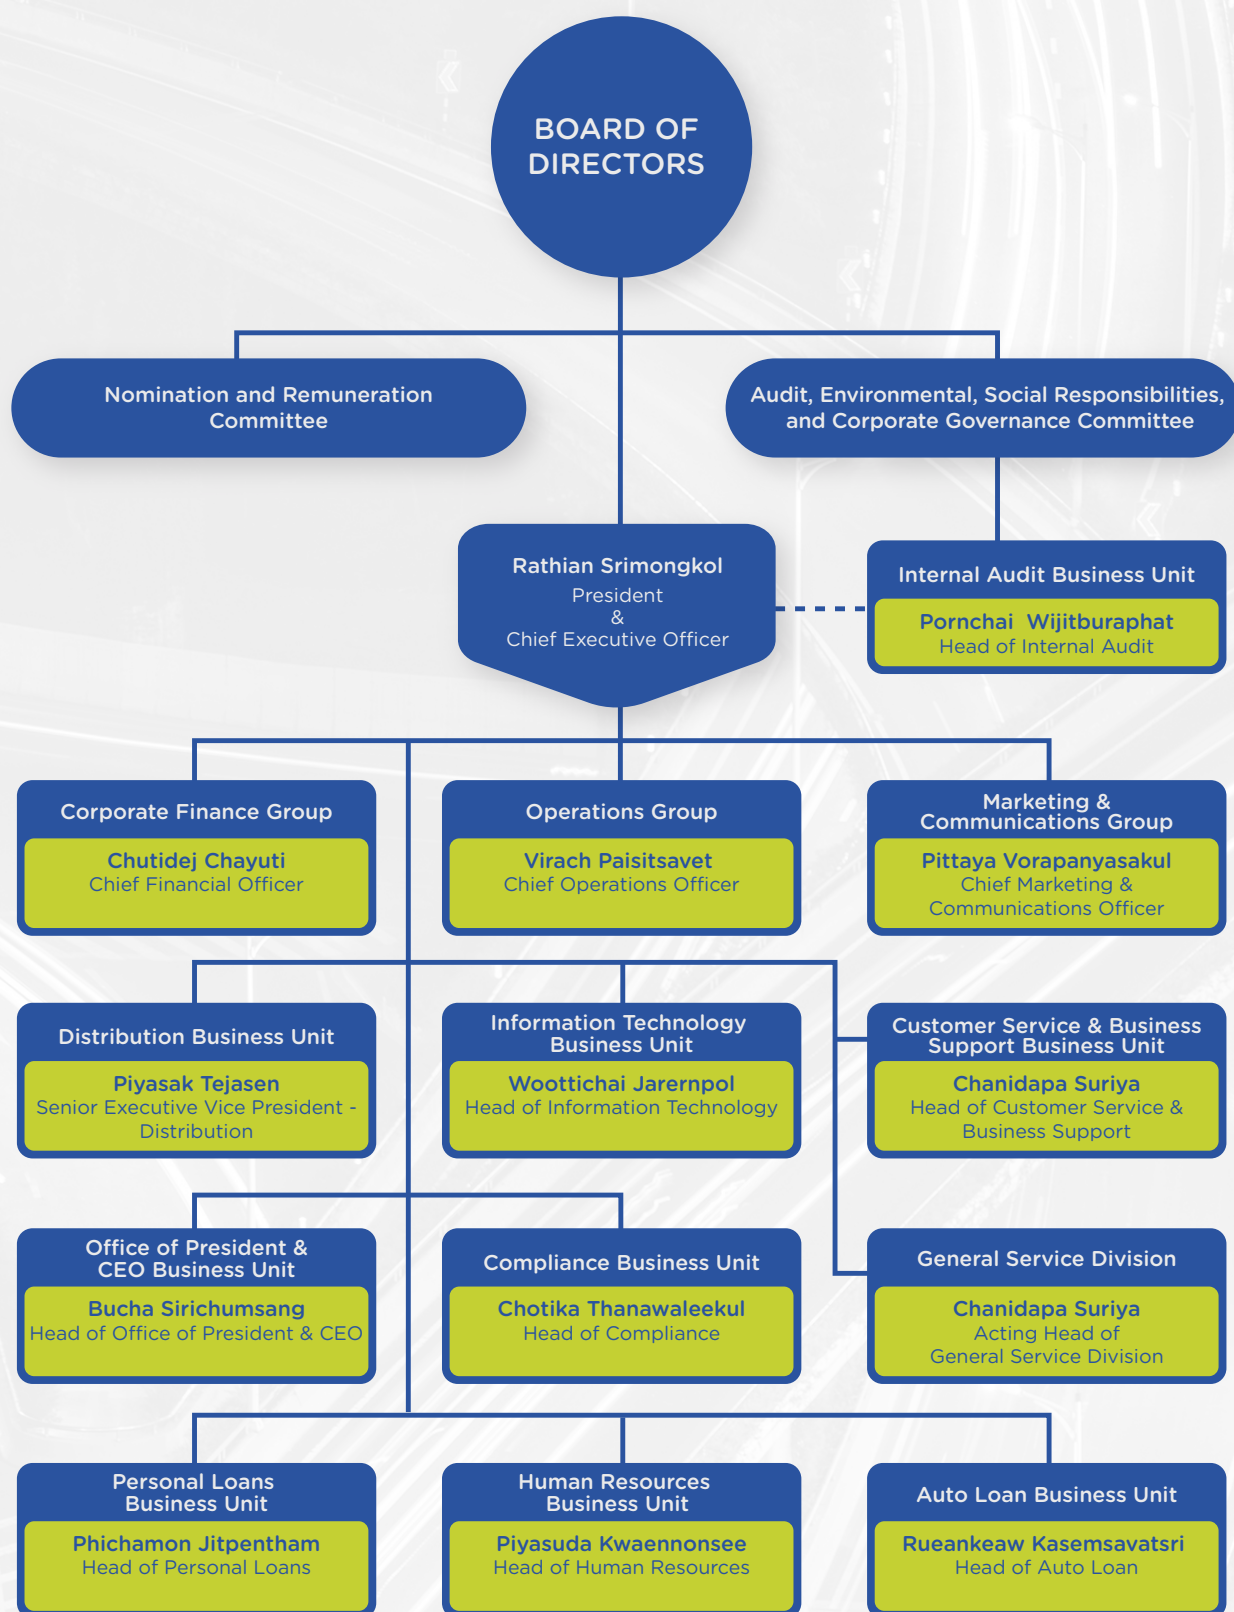 BOARD OF
DIRECTORS
Nomination and Remuneration
Committee
Audit, Environmental, Social Responsibilities,
and Corporate Governance Committee
Rathian Srimongkol
President
&
Chief Executive Officer
Internal Audit Business Unit
Pornchai Wijitburaphat
Head of Internal Audit
Corporate Finance Group
Chutidej Chayuti
Chief Financial Officer
Operations Group
Virach Paisitsavet
Chief Operations Officer
Marketing &
Communications Group
Pittaya Vorapanyasakul
Chief Marketing &
Communications Officer
Distribution Business Unit
Piyasak Tejasen
Senior Executive Vice President -
Distribution
Information Technology
Business Unit
Woottichai Jarernpol
Head of Information Technology
Customer Service & Business
Support Business Unit
Chanidapa Suriya
Head of Customer Service &
Business Support
Office of President &
CEO Business Unit
Bucha Sirichumsang
Head of Office of President & CEO
Compliance Business Unit
Chotika Thanawaleekul
Head of Compliance
General Service Division
Chanidapa Suriya
Acting Head of
General Service Division
Personal Loans
Business Unit
Phichamon Jitpentham
Head of Personal Loans
Human Resources
Business Unit
Piyasuda Kwaennonsee
Head of Human Resources
Auto Loan Business Unit
Rueankeaw Kasemsavatsri
Head of Auto Loan